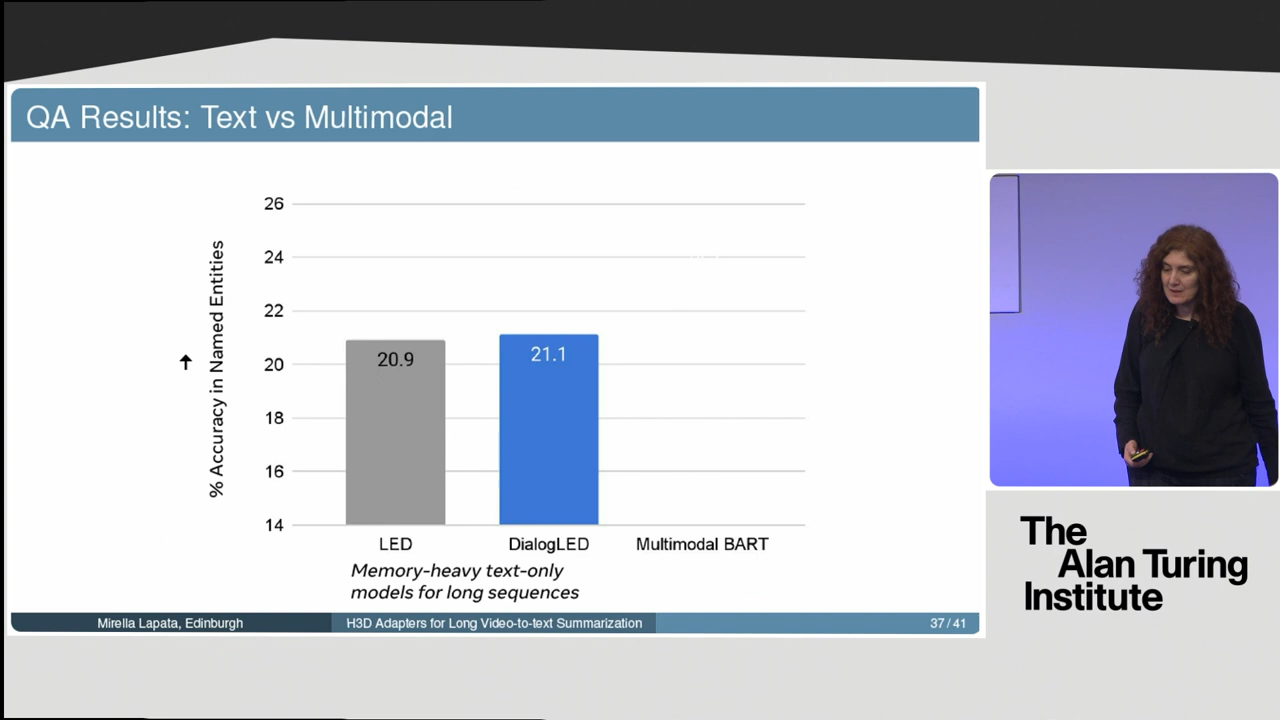 QA Results: Text vs Multimodal
26
24
22
20
18
16
14
% Accuracy in Named Entities
20.9
21.1
LED
DialogLED
Multimodal BART
Memory-heavy text-only
models for long sequences
Mirella Lapata, Edinburgh
H3D Adapters for Long Video-to-text Summarization
37 / 41
The
Alan Turing
Institute